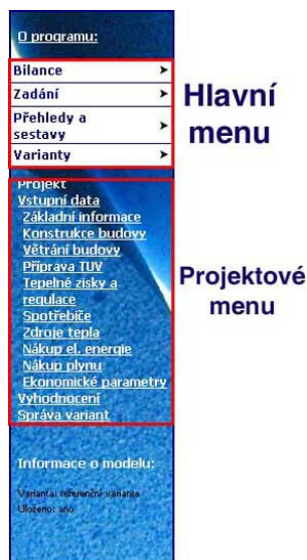 O programu:
Bilance
Zadání
Přehledy a
sestavy
Varianty
Hlavní
menu
Projekt
Vstupní data
Základní informace
Konstrukce budovy
Větrání budovy
Příprava TUV
Tepelné zisky a
regulace
Spotřebiče
Zdroje tepla
Nákup el. energie
Nákup plynu
Ekonomické parametry
Vyhodnocení
Správa variant
Projektové
menu
Informace o modelu:
Varianta: referenční varianta
Uloženo: ano